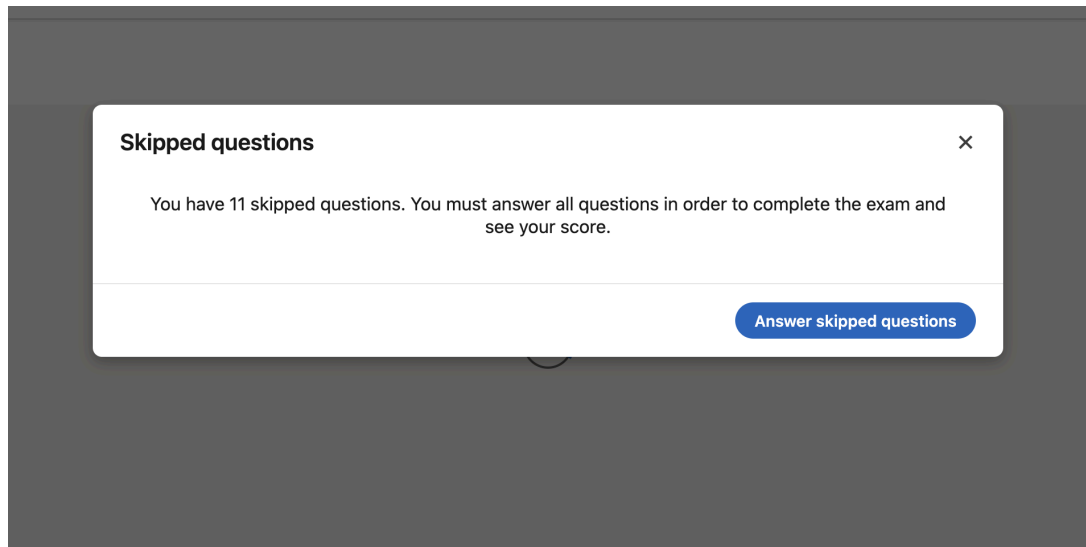 Skipped questions
You have 11 skipped questions. You must answer all questions in order to complete the exam and
see your score.
Answer skipped questions